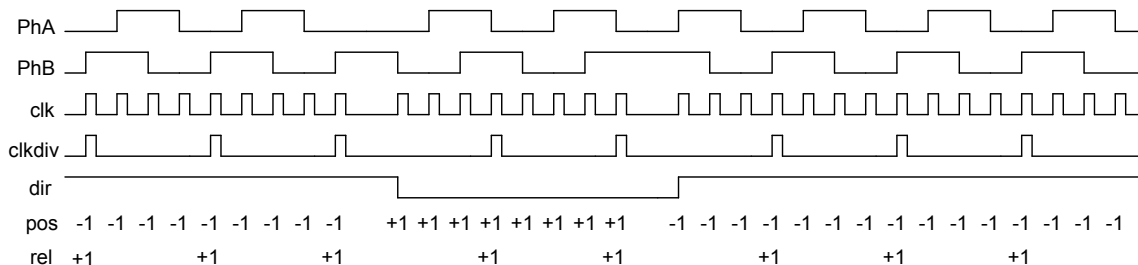 PhA
PhB
clk
clkdiv
dir
pos -1 -1 -1 -1 -1 -1 -1 -1 -1 +1 +1 +1 +1 +1 +1 +1 +1 -1 -1 -1 -1 -1 -1 -1 -1 -1 -1 -1 -1 -1 -1 -1
rel +1 +1 +1 +1 +1 +1 +1 +1